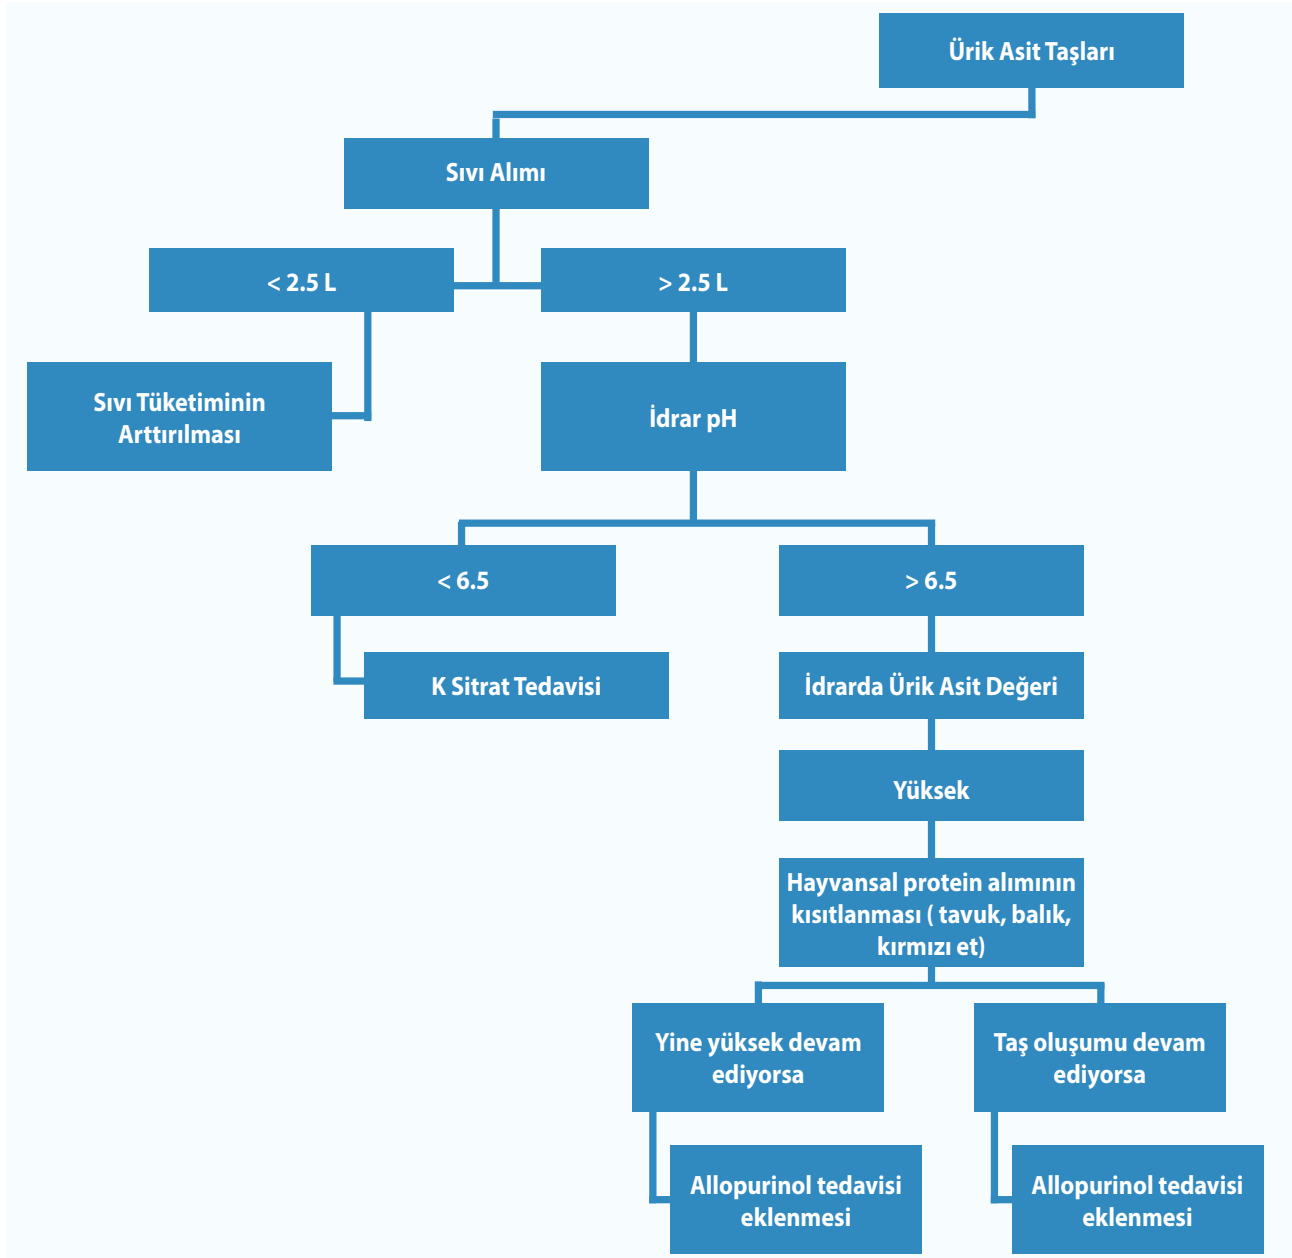 Ürik Asit Taşları
Sıvı Alımı
< 2.5 L
> 2.5 L
Sıvı Tüketiminin
Arttırılması
İdrar pH
< 6.5
> 6.5
K Sitrat Tedavisi
İdrarda Ürik Asit Değeri
Yüksek
Hayvansal protein alımının
kısıtlanması ( tavuk, balık,
kırmızı et)
Yine yüksek devam
ediyorsa
Taş oluşumu devam
ediyorsa
Allopurinol tedavisi
eklenmesi
Allopurinol tedavisi
eklenmesi